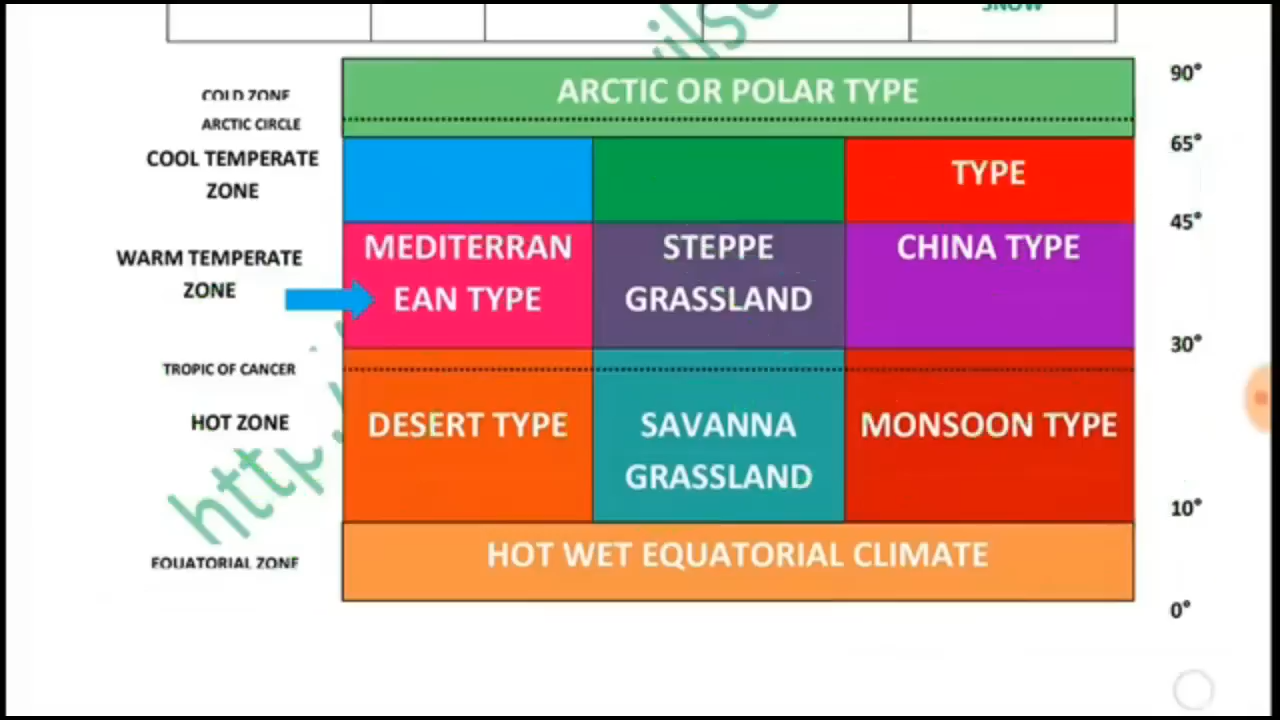 SNOW
COLD ZONE
ARCTIC OR POLAR TYPE
90°
ARCTIC CIRCLE
65°
COOL TEMPERATE
ZONE
TYPE
45°
WARM TEMPERATE
ZONE
MEDITERRAN
EAN TYPE
STEPPE
GRASSLAND
CHINA TYPE
30°
TROPIC OF CANCER
HOT ZONE
DESERT TYPE
SAVANNA
GRASSLAND
MONSOON TYPE
10°
EQUATORIAL ZONE
HOT WET EQUATORIAL CLIMATE
0°